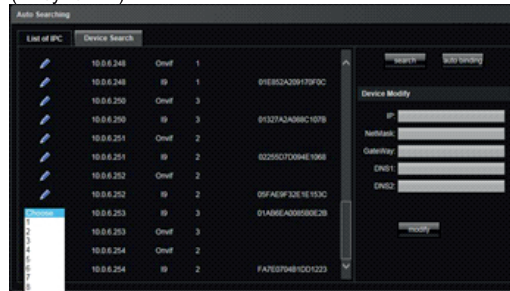 Auto Searching
List of IPC Device Search
10.0.6.248 Onvif 1
10.0.6.248 I9 1 01E852A209170F0C
10.0.6.250 Onvif 3
10.0.6.250 I9 3 01327A2A068C107B
10.0.6.251 Onvif 2
10.0.6.251 I9 2 02255D7D094E1068
10.0.6.252 Onvif 2
10.0.6.252 I9 2 05FAE9F32E1E153C
Choose 10.0.6.253 I9 3 01AB6EA0085B0E2B
1
2 10.0.6.253 Onvif 3
3
4 10.0.6.254 Onvif 2
5
6 10.0.6.254 I9 2 FA7E0704B1DD1223
7
8
search auto binding
Device Modify
IP:
NetMask:
GateWay:
DNS1:
DNS2:
modify